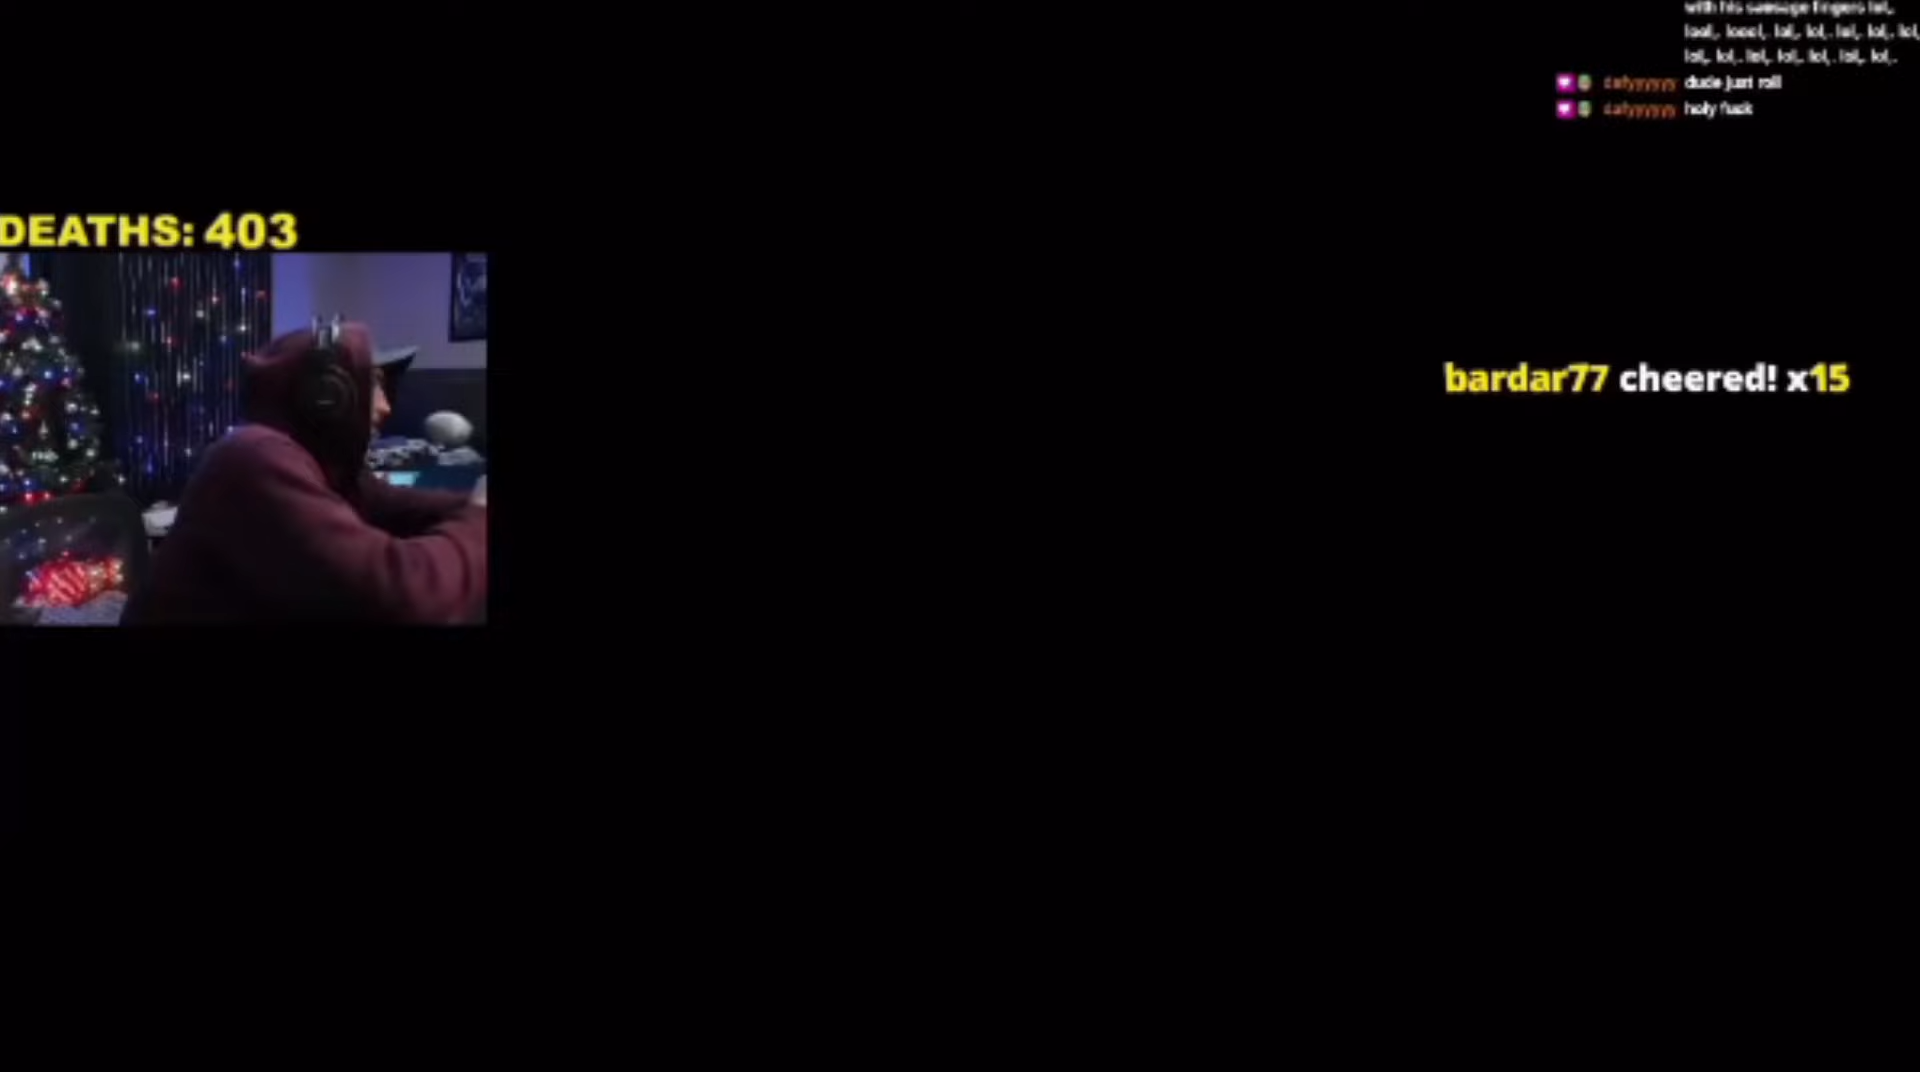 with his sausage fingers lol,.
lool,. loool,. lol,. lol,. lol,. lol,. lol,. lol,
lol,. lol,. lol,. lol,. lol,. lol,. lol,.
dude just roll
holy fuck
DEATHS: 403
bardar77 cheered! x15